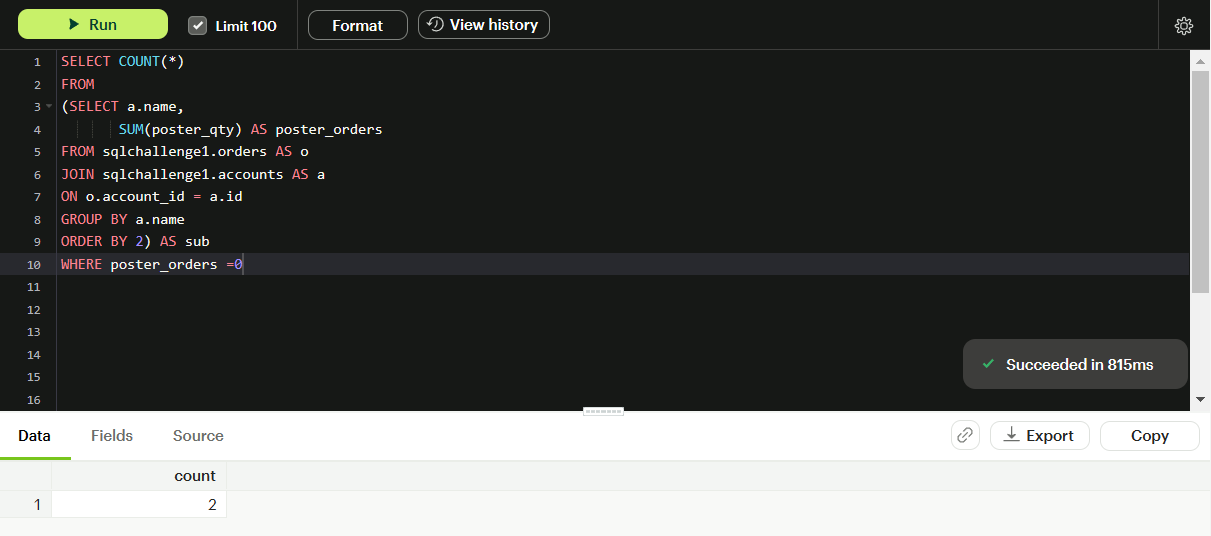 Run Limit 100 Format View history
1 SELECT COUNT(*)
2 FROM
3 (SELECT a.name,
4 SUM(poster_qty) AS poster_orders
5 FROM sqlchallenge1.orders AS o
6 JOIN sqlchallenge1.accounts AS a
7 ON o.account_id = a.id
8 GROUP BY a.name
9 ORDER BY 2) AS sub
10 WHERE poster_orders =0
11
12
13
14
15
16
Succeeded in 815ms
Data Fields Source Export Copy
count
1 2